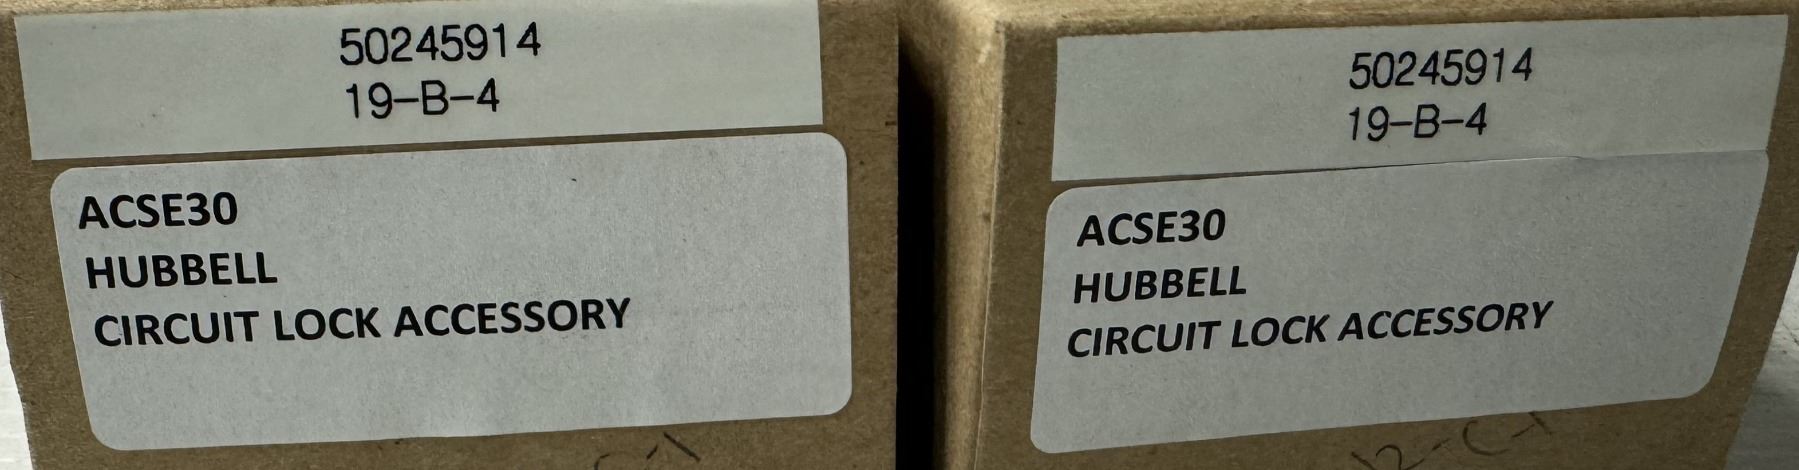 50245914
19-B-4
ACSE30
HUBBELL
CIRCUIT LOCK ACCESSORY
50245914
19-B-4
ACSE30
HUBBELL
CIRCUIT LOCK ACCESSORY